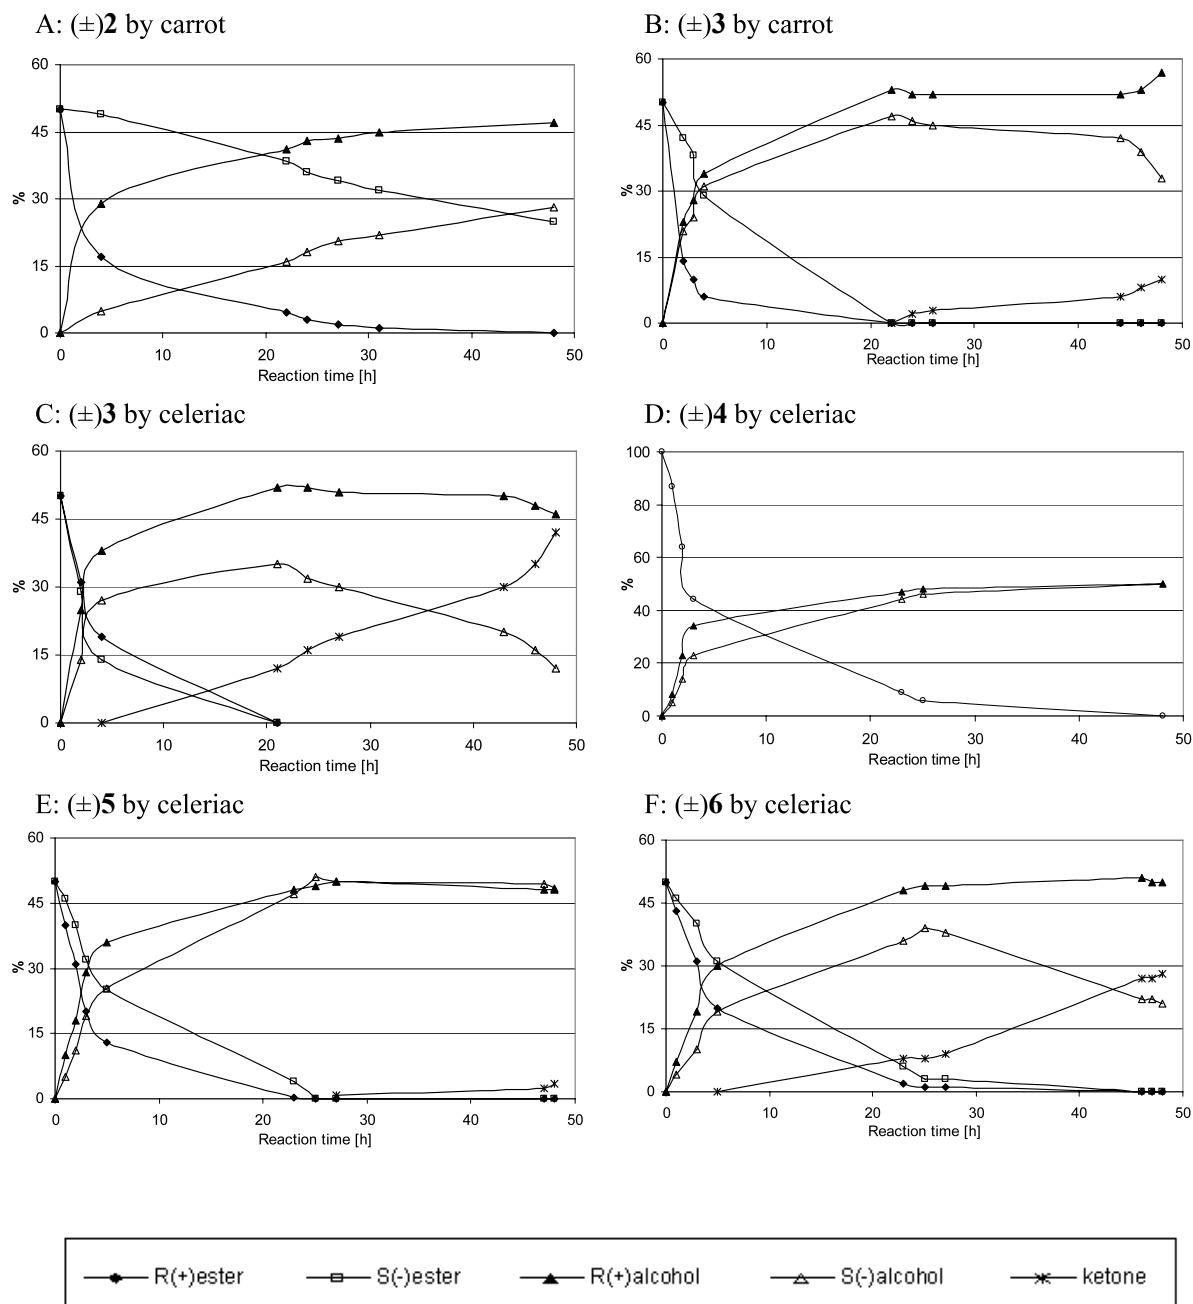 A: (±)2 by carrot
B: (±)3 by carrot
60
45
30
15
0
%
0 10 20 30 40 50
Reaction time [h]
60
45
30
15
0
%
0 10 20 30 40 50
Reaction time [h]
C: (±)3 by celeriac
D: (±)4 by celeriac
60
45
30
15
0
%
0 10 20 30 40 50
Reaction time [h]
100
80
60
40
20
0
%
0 10 20 30 40 50
Reaction time [h]
E: (±)5 by celeriac
F: (±)6 by celeriac
60
45
30
15
0
%
0 10 20 30 40 50
Reaction time [h]
60
45
30
15
0
%
0 10 20 30 40 50
Reaction time [h]
R(+)ester S(-)ester R(+)alcohol S(-)alcohol ketone